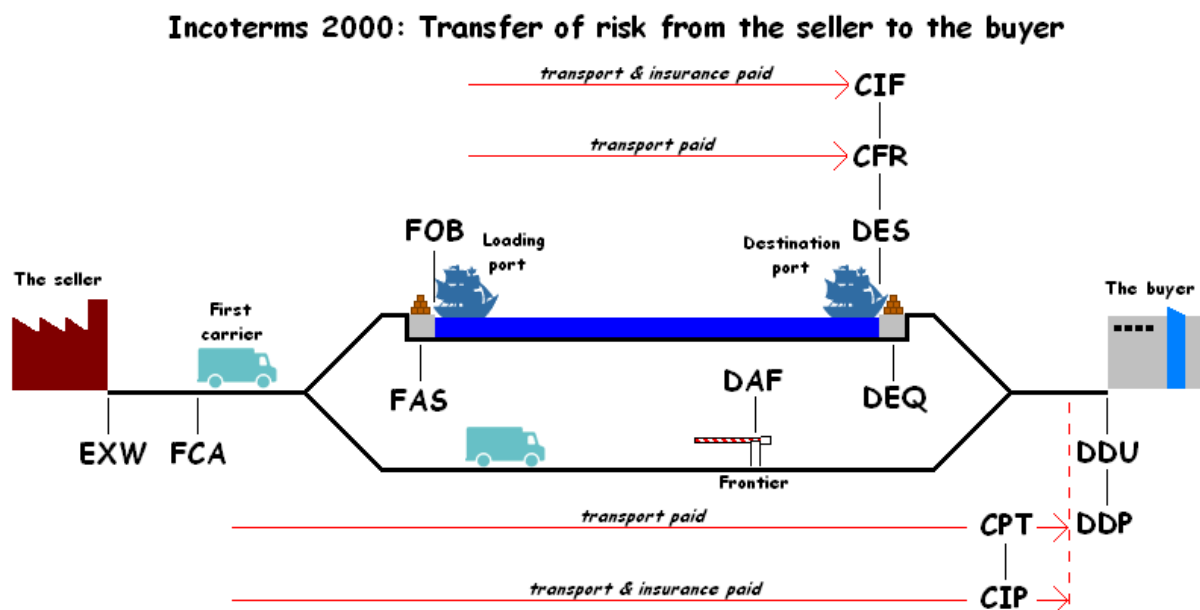 Incoterms 2000: Transfer of risk from the seller to the buyer
transport & insurance paid
CIF
transport paid
CFR
FOB
Loading
port
Destination
port
DES
The seller
First
carrier
The buyer
FAS
DAF
DEQ
EXW
FCA
Frontier
DDU
transport paid
CPT
DDP
transport & insurance paid
CIP